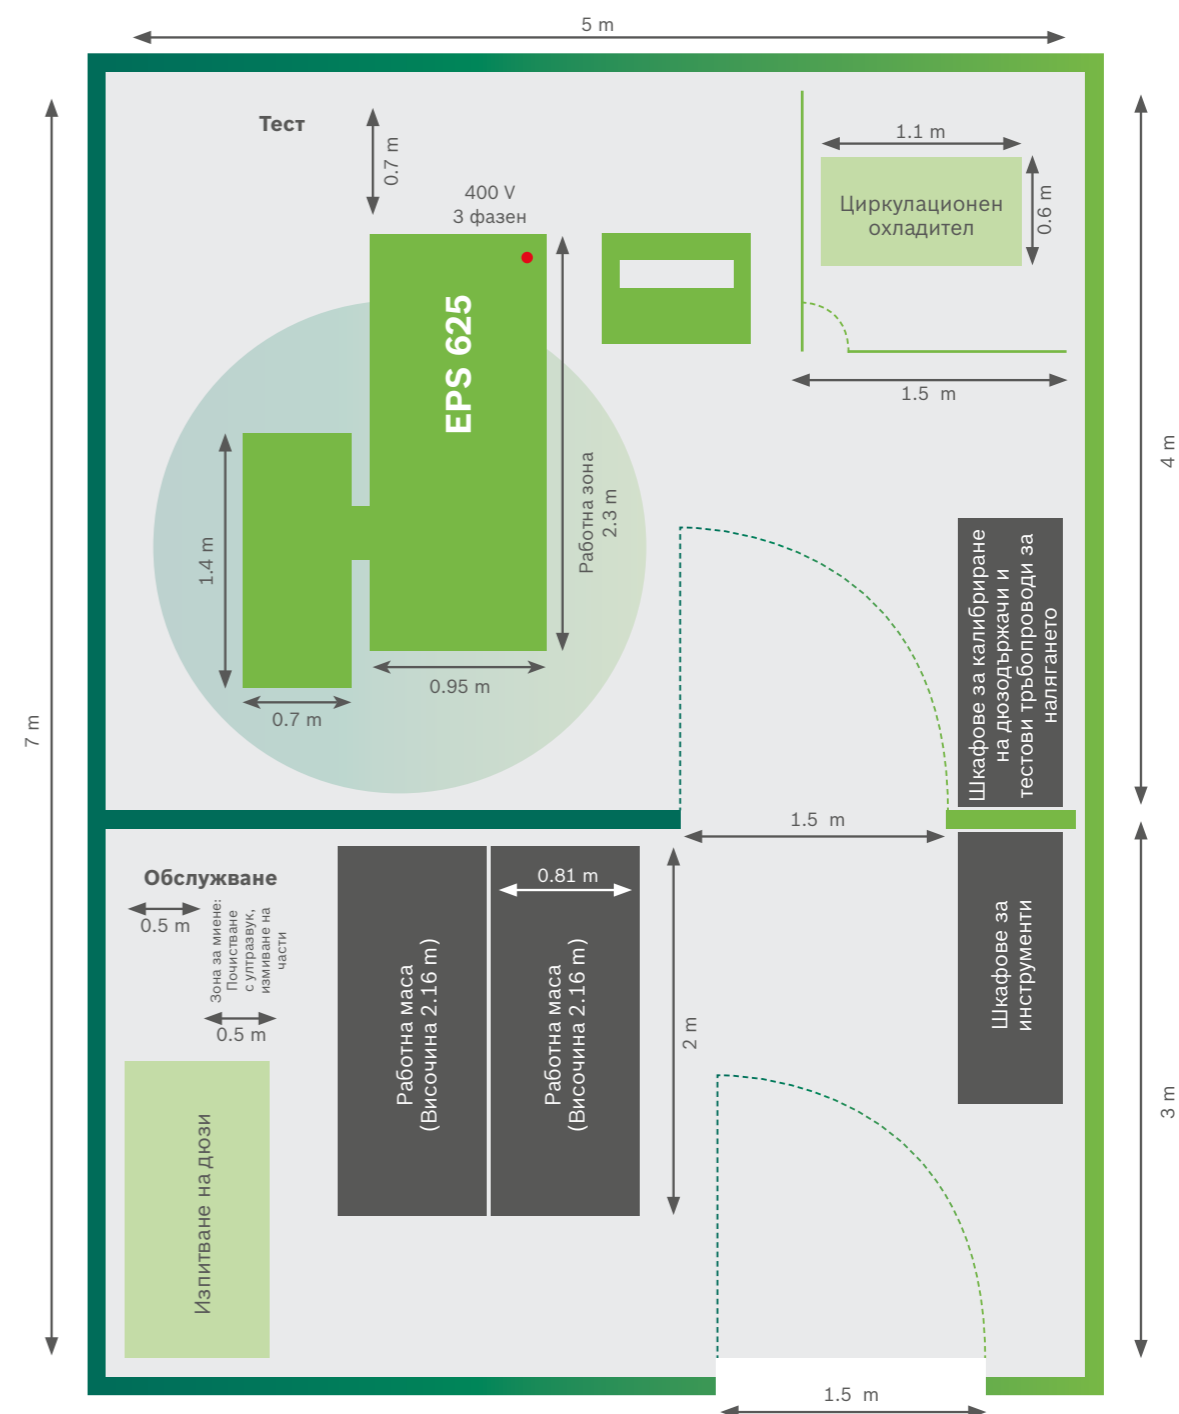 5 m
Тест
0.7 m
400 V
3 фазен
1.1 m
Циркулационен
охладител
0.6 m
1.5 m
EPS 625
Работна зона
2.3 m
1.4 m
0.95 m
0.7 m
4 m
7 m
Шкафове за калибриране
на дюзодържачи и
тестови тръбопроводи за
налягането
1.5 m
Обслужване
0.5 m
Зона за миене:
Почистване
с ултразвук,
измиване на
части
0.5 m
0.81 m
Работна маса
(Височина 2.16 m)
Работна маса
(Височина 2.16 m)
2 m
Шкафове за
инструменти
3 m
Изпитване на дюзи
1.5 m